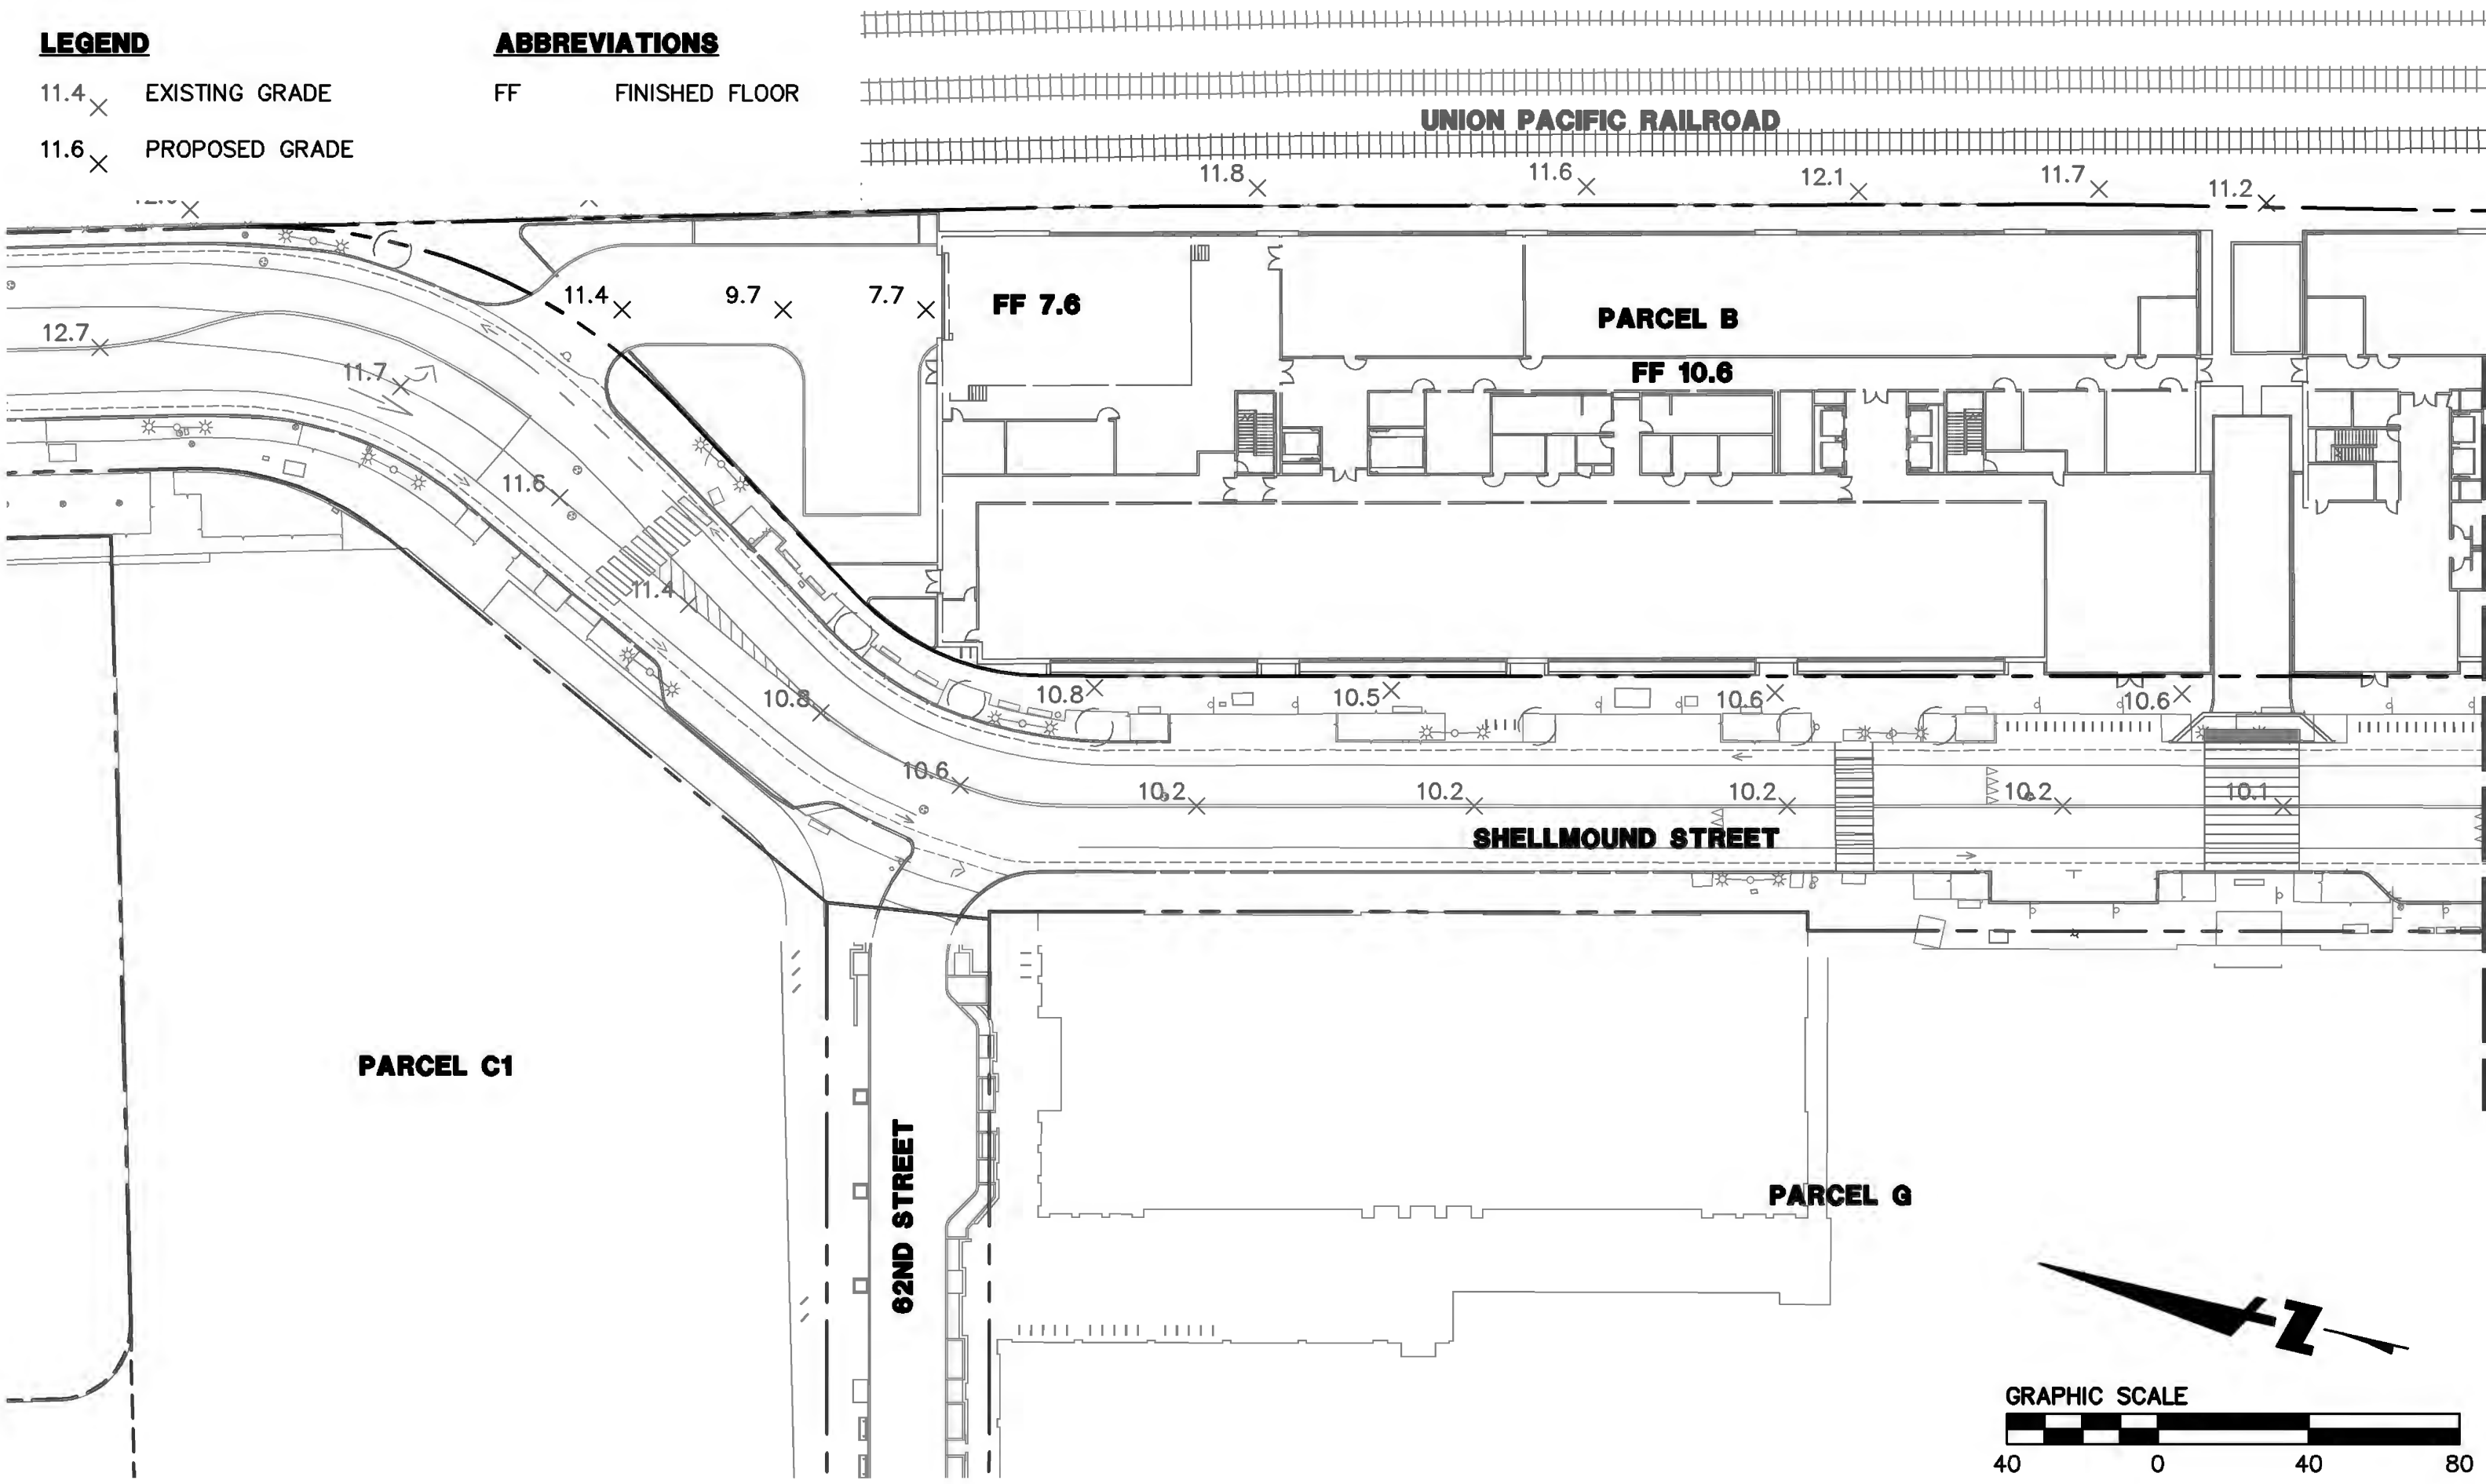 LEGEND
ABBREVIATIONS
11.4 EXISTING GRADE
FF FINISHED FLOOR
11.6 PROPOSED GRADE
UNION PACIFIC RAILROAD
11.8
11.6
12.1
11.7
11.2
11.4
9.7
7.7
FF 7.6
PARCEL B
12.7
11.7
FF 10.6
11.6
11.4
10.8
10.8
10.5
10.6
10.6
10.6
10.2
10.2
10.2
10.2
10.1
SHELLMOUND STREET
PARCEL C1
62ND STREET
PARCEL G
Z
GRAPHIC SCALE
40 0 40 80